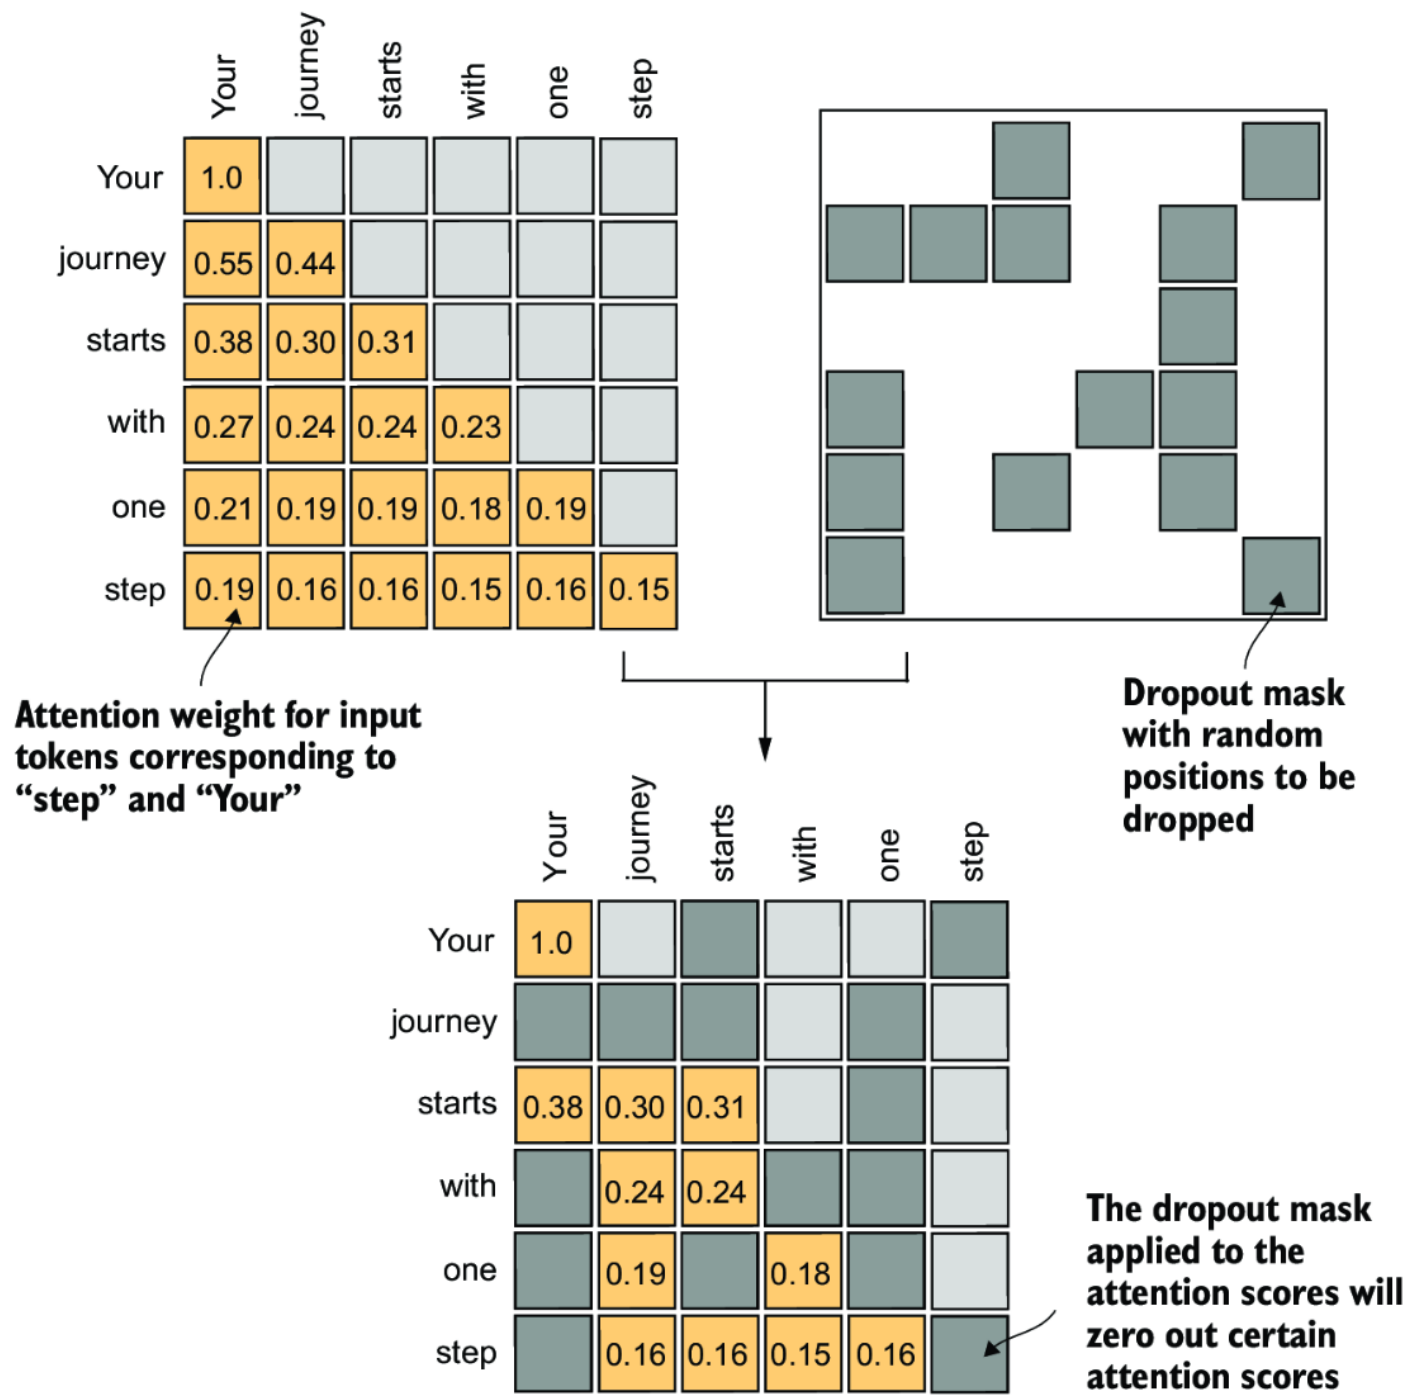 Your journey starts with one step
Your 1.0
journey 0.55 0.44
starts 0.38 0.30 0.31
with 0.27 0.24 0.24 0.23
one 0.21 0.19 0.19 0.18 0.19
step 0.19 0.16 0.16 0.15 0.16 0.15
Attention weight for input
tokens corresponding to
“step” and “Your”
Dropout mask
with random
positions to be
dropped
Your journey starts with one step
Your 1.0
journey
starts 0.38 0.30 0.31
with 0.24 0.24
one 0.19 0.18
step 0.16 0.16 0.15 0.16
The dropout mask
applied to the
attention scores will
zero out certain
attention scores